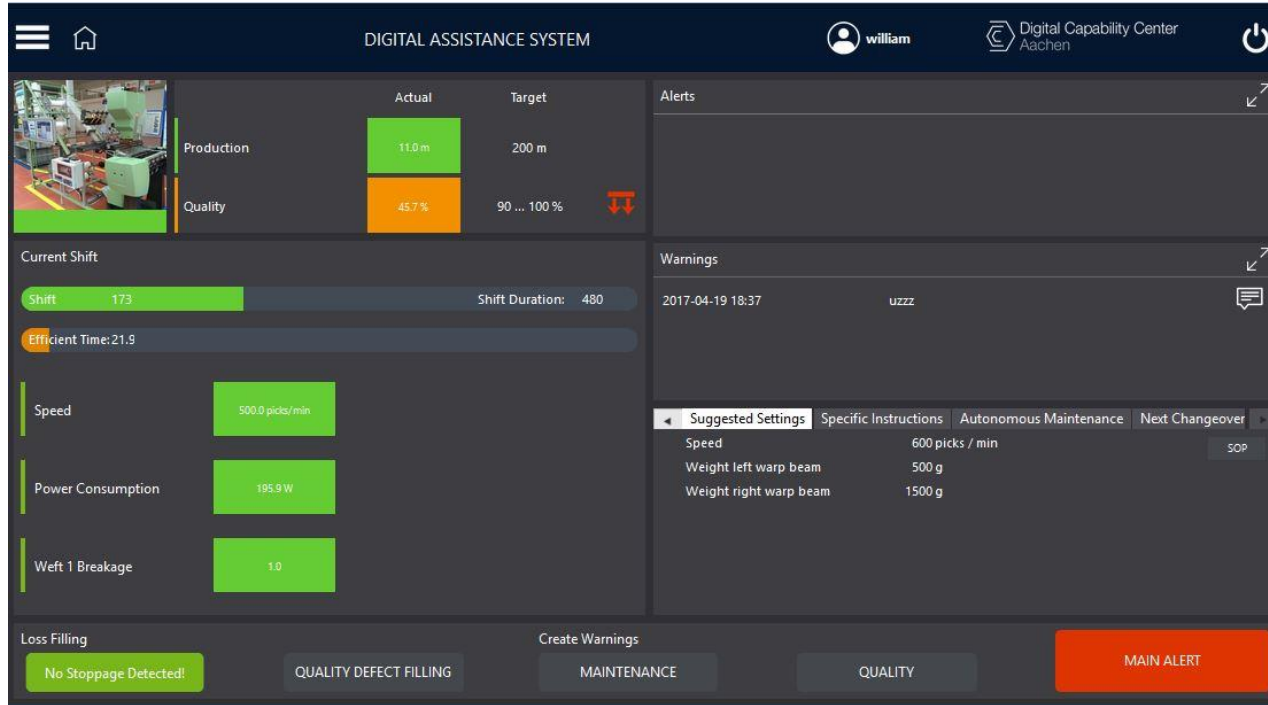 DIGITAL ASSISTANCE SYSTEM
william
Digital Capability Center
Aachen
Actual Target
Production 11.0 m 200 m
Quality 45.7 % 90 ... 100 %
Alerts
Current Shift
Shift 173 Shift Duration: 480
Efficient Time: 21.9
Speed 500.0 picks/min
Power Consumption 195.9 W
Weft 1 Breakage 1.0
Warnings
2017-04-19 18:37 uzzz
Suggested Settings Specific Instructions Autonomous Maintenance Next Changeover
Speed 600 picks / min SOP
Weight left warp beam 500 g
Weight right warp beam 1500 g
Loss Filling
No Stoppage Detected! QUALITY DEFECT FILLING
Create Warnings
MAINTENANCE QUALITY
MAIN ALERT